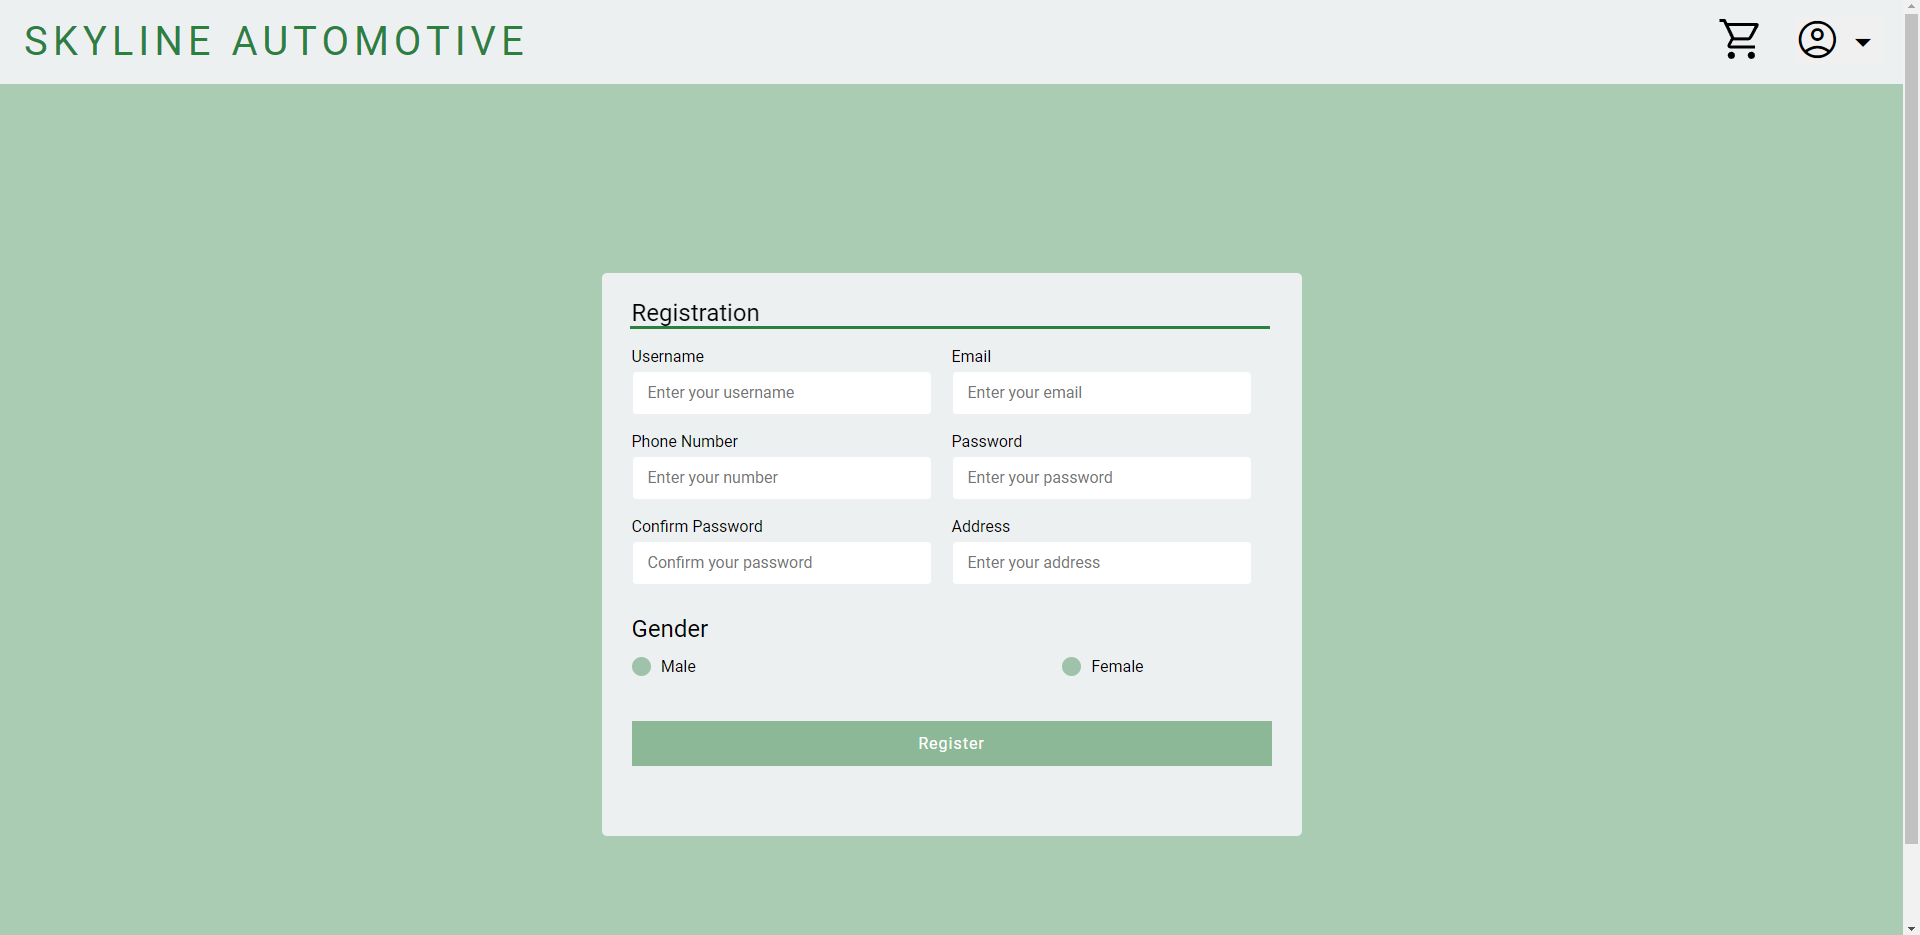 SKYLINE AUTOMOTIVE
Registration
Username
Email
Enter your username
Enter your email
Phone Number
Password
Enter your number
Enter your password
Confirm Password
Address
Confirm your password
Enter your address
Gender
Male
Female
Register